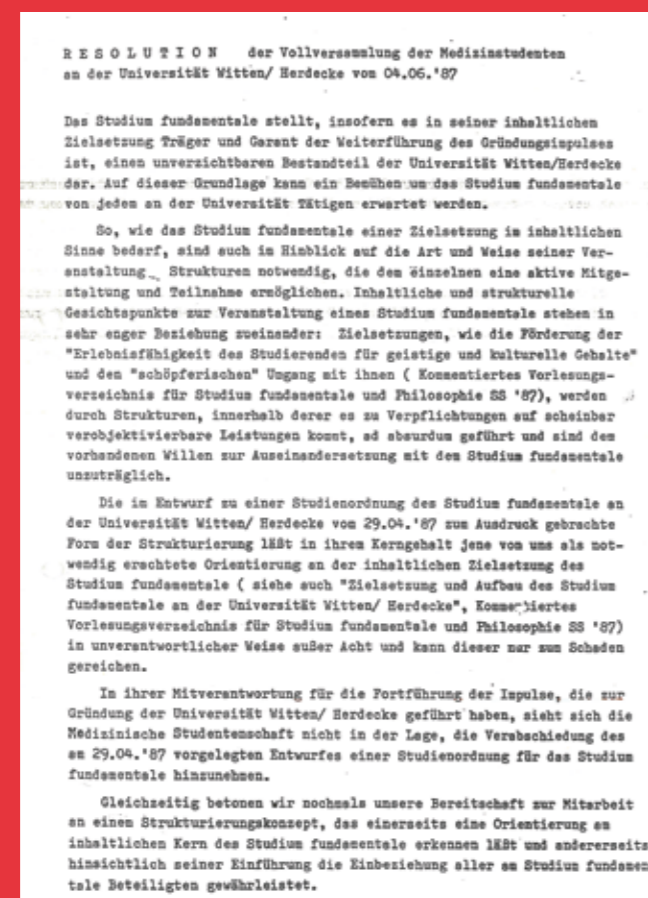 R E S O L U T I O N der Vollversammlung der Medizinstudenten
an der Universität Witten/ Herdecke vom 04.06.'87
Das Studium fundamentale stellt, insofern es in seiner inhaltlichen
Zielsetzung Träger und Garant der Weiterführung des Gründungsimpulses
ist, einen unverzichtbaren Bestandteil der Universität Witten/Herdecke
dar. Auf dieser Grundlage kann ein Bemühen um das Studium fundamentale
von jedem an der Universität Tätigen erwartet werden.
So, wie das Studium fundamentale einer Zielsetzung im inhaltlichen
Sinne bedarf, sind auch im Hinblick auf die Art und Weise seiner Ver-
anstaltung Strukturen notwendig, die dem einzelnen eine aktive Mitge-
staltung und Teilnahme ermöglichen. Inhaltliche und strukturelle
Gesichtspunkte zur Veranstaltung eines Studium fundamentale stehen in
sehr enger Beziehung zueinander: Zielsetzungen, wie die Förderung der
"Erlebnisfähigkeit des Studierenden für geistige und kulturelle Gehalte"
und den "schöpferischen" Umgang mit ihnen ( Kommentiertes Vorlesungs-
verzeichnis für Studium fundamentale und Philosophie SS '87), werden
durch Strukturen, innerhalb derer es zu Verpflichtungen auf scheinbar
verobjektivierbare Leistungen kommt, ad absurdum geführt und sind dem
vorhandenen Willen zur Auseinandersetzung mit dem Studium fundamentale
unzuträglich.
Die im Entwurf zu einer Studienordnung des Studium fundamentale an
der Universität Witten/ Herdecke vom 29.04.'87 zum Ausdruck gebrachte
Form der Strukturierung läßt in ihrem Kerngehalt jene von uns als not-
wendig erachtete Orientierung an der inhaltlichen Zielsetzung des
Studium fundamentale ( siehe auch "Zielsetzung und Aufbau des Studium
fundamentale an der Universität Witten/ Herdecke", Kommentiertes
Vorlesungsverzeichnis für Studium fundamentale und Philosophie SS '87)
in unverantwortlicher Weise außer Acht und kann dieser nur zum Schaden
gereichen.
In ihrer Mitverantwortung für die Fortführung der Impulse, die zur
Gründung der Universität Witten/ Herdecke geführt haben, sieht sich die
Medizinische Studentenschaft nicht in der Lage, die Verabschiedung des
am 29.04.'87 vorgelegten Entwurfes einer Studienordnung für das Studium
fundamentale hinzunehmen.
Gleichzeitig betonen wir nochmals unsere Bereitschaft zur Mitarbeit
an einem Strukturierungskonzept, das einerseits eine Orientierung am
inhaltlichen Kern des Studium fundamentale erkennen läßt und andererseits
hinsichtlich seiner Einführung die Einbeziehung aller am Studium fundamen
tale Beteiligten gewährleistet.